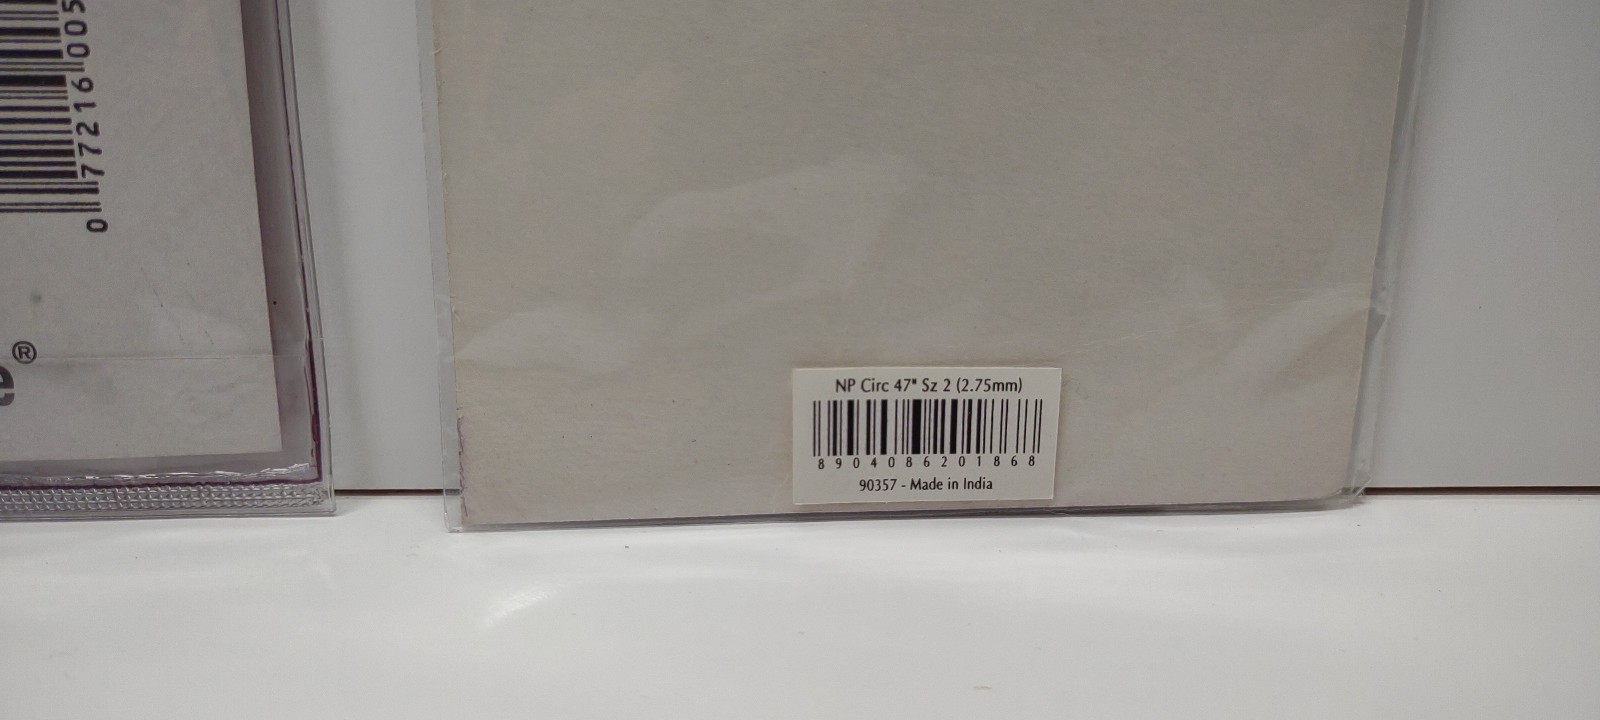 0 77216 005
®
NP Circ 47" Sz 2 (2.75mm)
8904086201868
90357 - Made in India